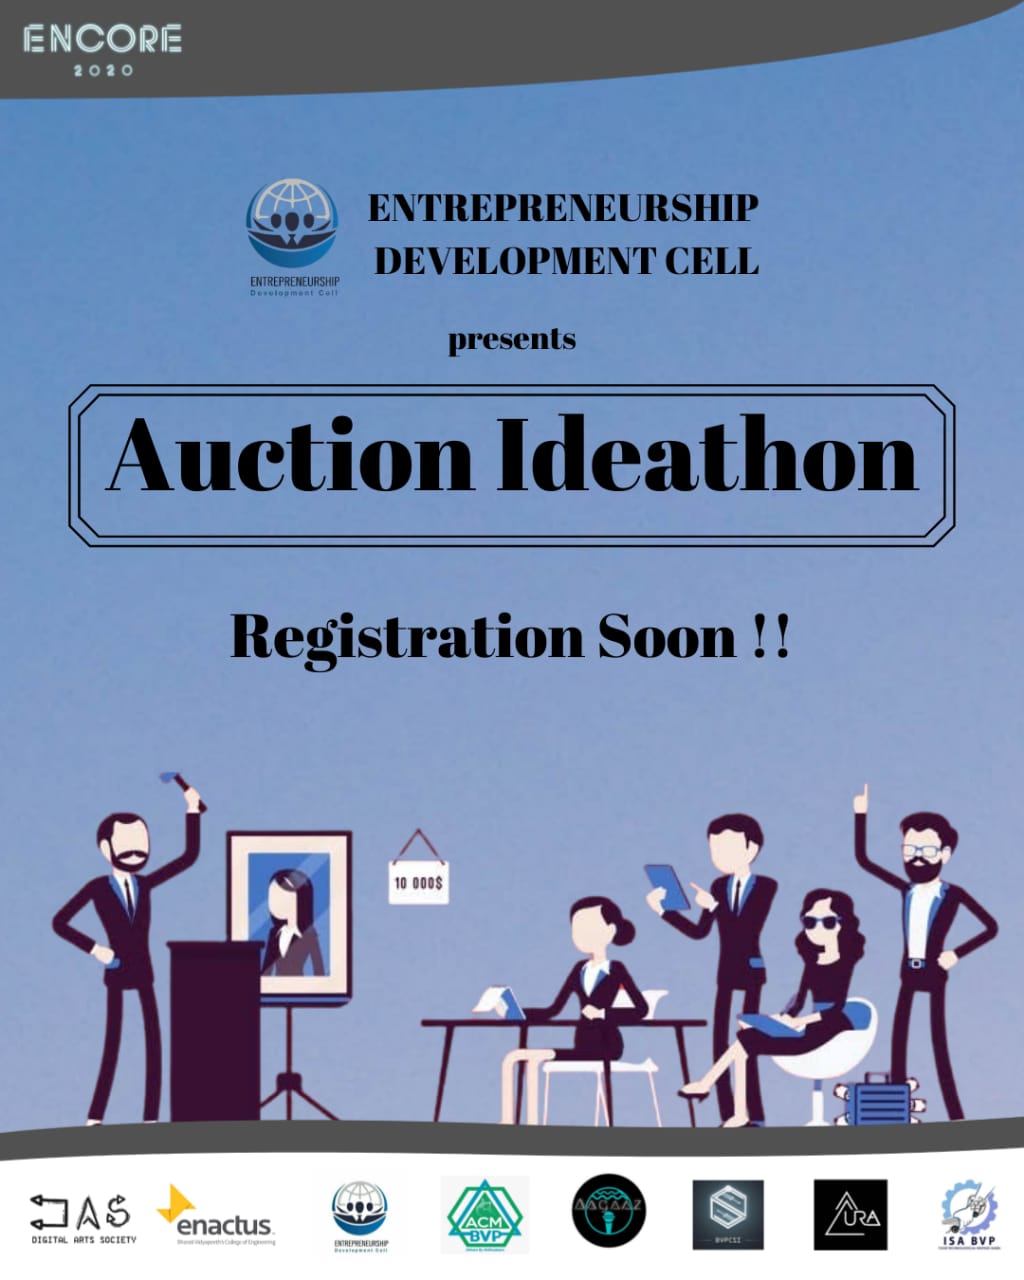 ENCORE
2020
ENTREPRENEURSHIP
DEVELOPMENT CELL
ENTREPRENEURSHIP
Development Cell
presents
Auction Ideathon
Registration Soon !!
10 000$
DAS
DIGITAL ARTS SOCIETY
enactus.
Bharati Vidyapeeth's College of Engineering
ENTREPRENEURSHIP
Development Cell
ACM
BVP
AAGAAZ
BVPCSI
AURA
ISA BVP